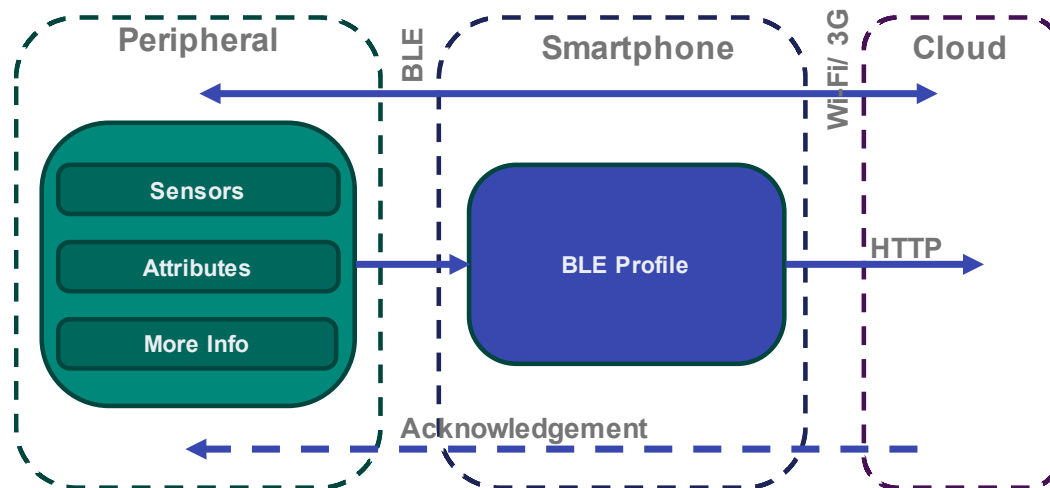 Peripheral
BLE
Smartphone
Wi-Fi/ 3G
Cloud
Sensors
Attributes
More Info
BLE Profile
HTTP
Acknowledgement